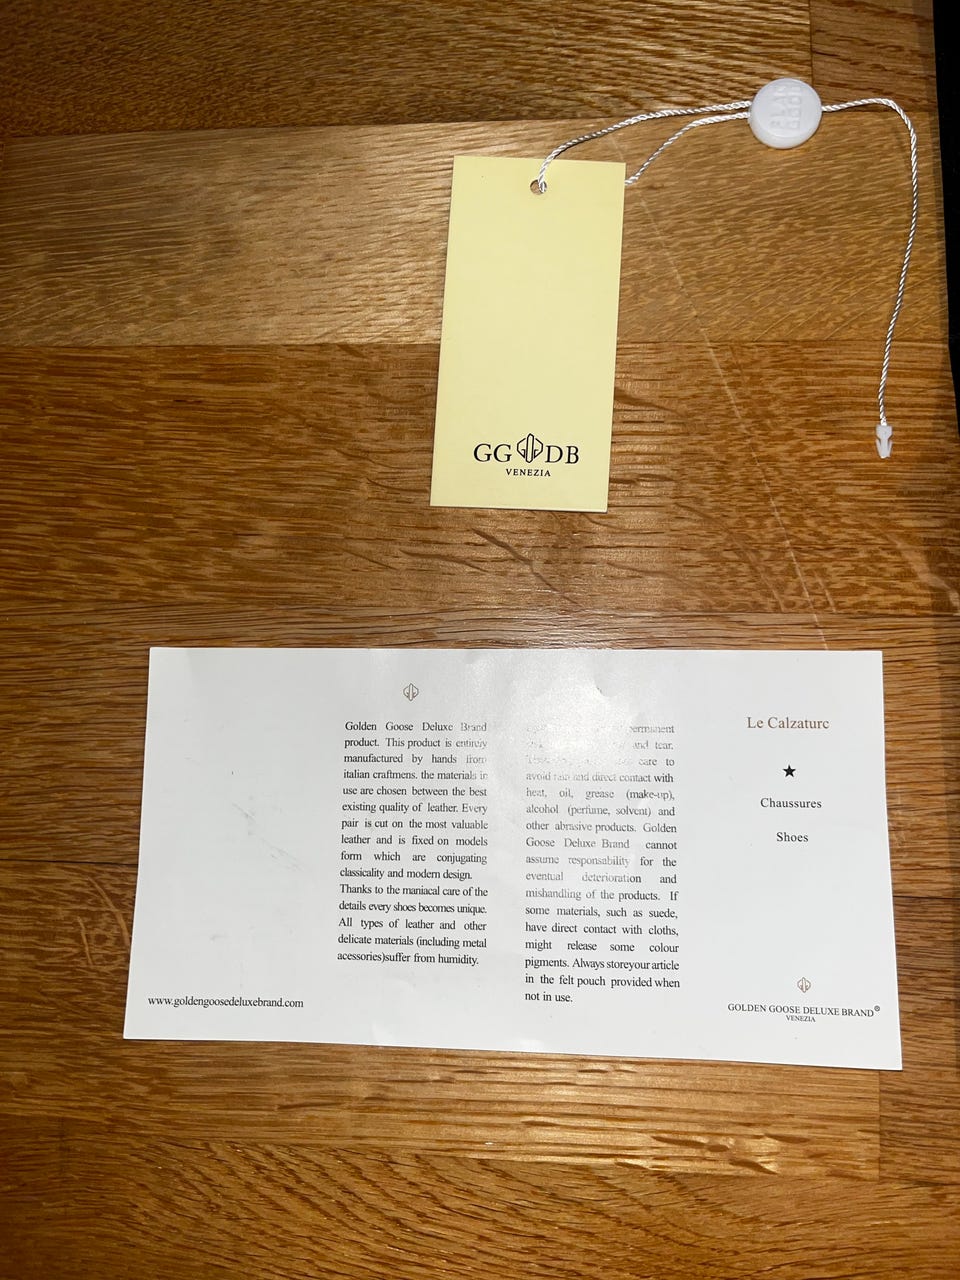 GG DB
VENEZIA
Golden Goose Deluxe Brand
product. This product is entirely
manufactured by hands from
italian craftmens. the materials in
use are chosen between the best
existing quality of leather. Every
pair is cut on the most valuable
leather and is fixed on models
form which are conjugating
classicality and modern design.
Thanks to the maniacal care of the
details every shoes becomes unique.
All types of leather and other
delicate materials (including metal
acessories)suffer from humidity.
www.goldengoosedeluxebrand.com
permanent
and tear.
care to
avoid rain and direct contact with
heat, oil, grease (make-up),
alcohol (perfume, solvent) and
other abrasive products. Golden
Goose Deluxe Brand cannot
assume responsability for the
eventual deterioration and
mishandling of the products. If
some materials, such as suede,
have direct contact with cloths,
might release some colour
pigments. Always storeyour article
in the felt pouch provided when
not in use.
Le Calzature
★
Chaussures
Shoes
GOLDEN GOOSE DELUXE BRAND®
VENEZIA